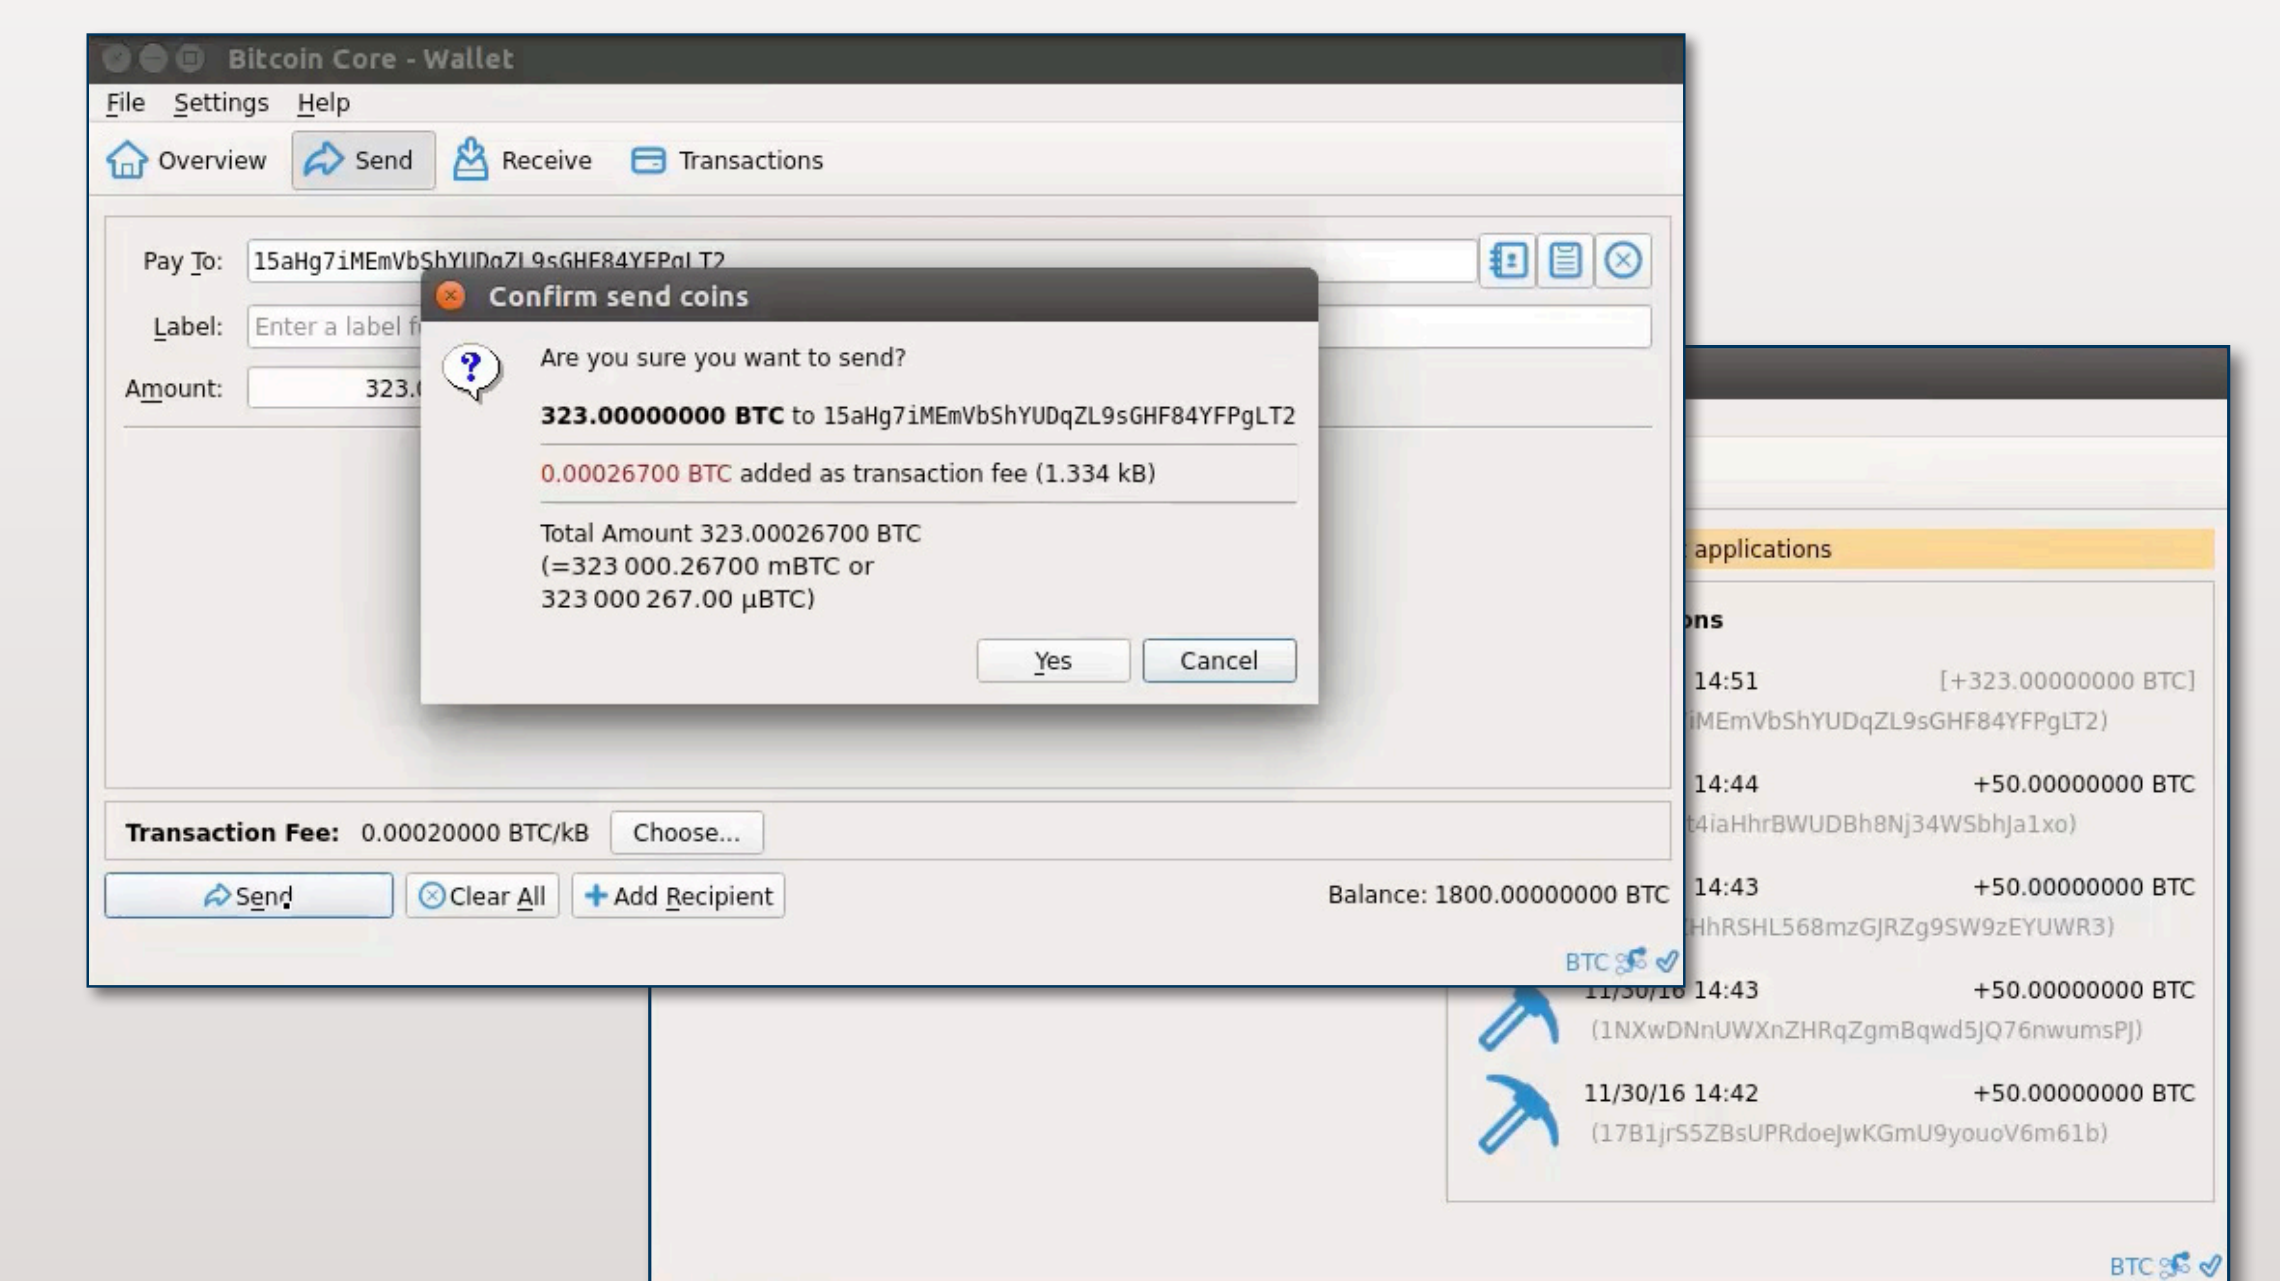 Bitcoin Core - Wallet
File Settings Help
Overview Send Receive Transactions
Pay To: 15aHg7iMEmVbShYUDqZL9sGHF84YFPgLT2
Label: Enter a label
Amount: 323.
Confirm send coins
Are you sure you want to send?
323.00000000 BTC to 15aHg7iMEmVbShYUDqZL9sGHF84YFPgLT2
0.00026700 BTC added as transaction fee (1.334 kB)
Total Amount 323.00026700 BTC
(=323 000.26700 mBTC or
323 000 267.00 µBTC)
Yes Cancel
Transaction Fee: 0.00020000 BTC/kB Choose...
Send Clear All Add Recipient Balance: 1800.00000000 BTC
BTC
applications
ons
14:51 [+323.00000000 BTC]
iMEmVbShYUDqZL9sGHF84YFPgLT2)
14:44 +50.00000000 BTC
t4iaHhrBWUDBh8Nj34WSbhJa1xo)
14:43 +50.00000000 BTC
HhRSHL568mzGJRZg9SW9zEYUWR3)
11/30/16 14:43 +50.00000000 BTC
(1NXwDNnUWXnZHRqZgmBqwd5JQ76nwumsPJ)
11/30/16 14:42 +50.00000000 BTC
(17B1jrS5ZBsUPRdoeJwKGmU9youoV6m61b)
BTC